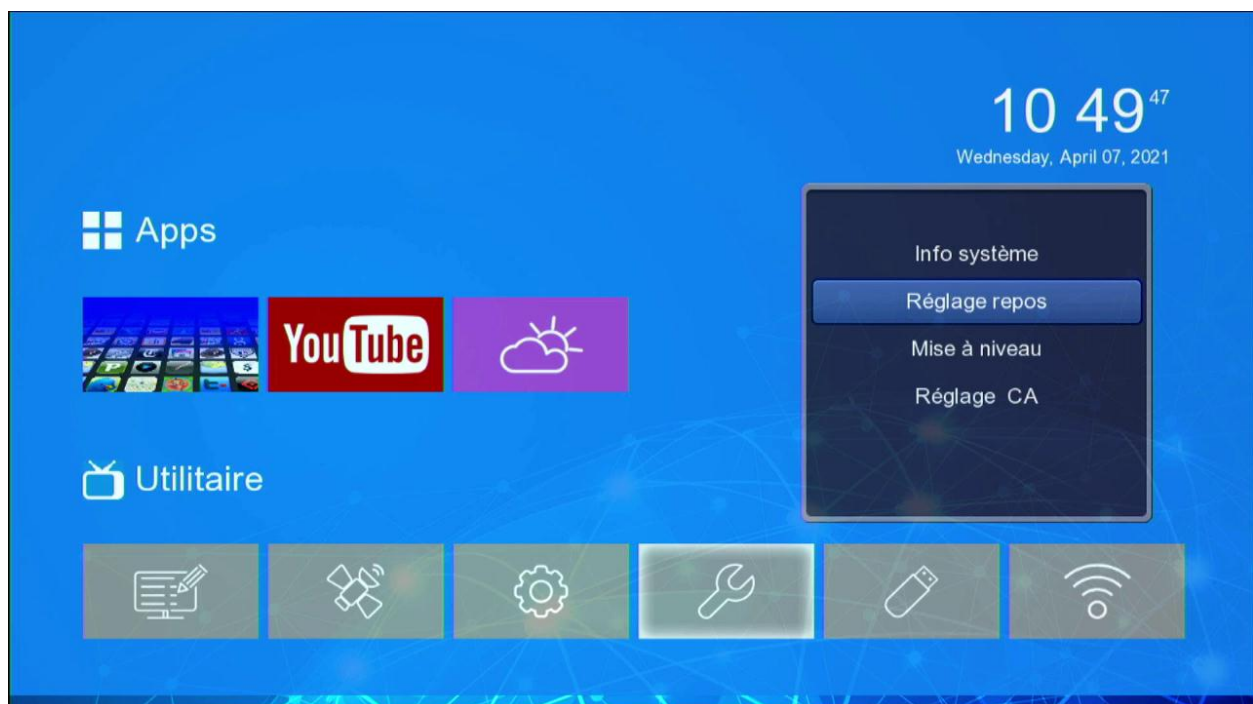 10 49 47
Wednesday, April 07, 2021
Apps
YouTube
Info système
Réglage repos
Mise à niveau
Réglage  CA
Utilitaire